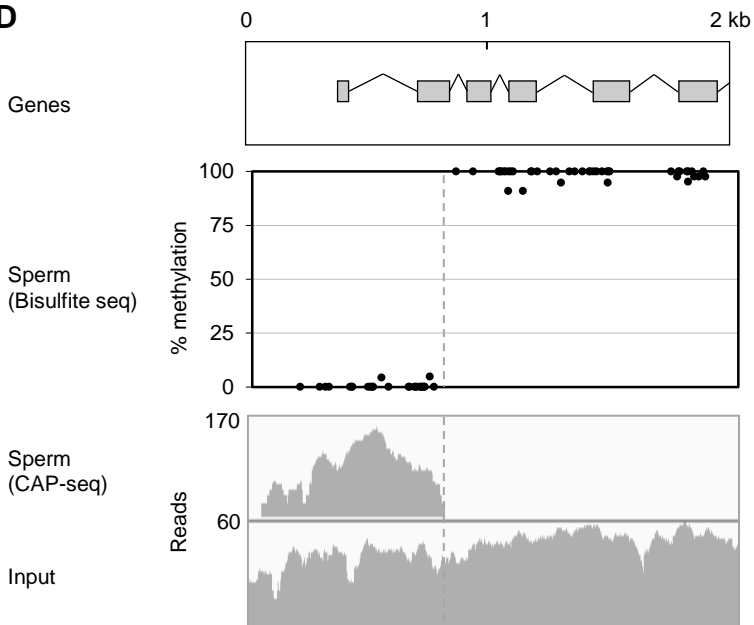 D
0 1 2 kb
Genes
100
75
50
25
0
% methylation
Sperm
(Bisulfite seq)
170
Sperm
(CAP-seq)
Reads
60
Input